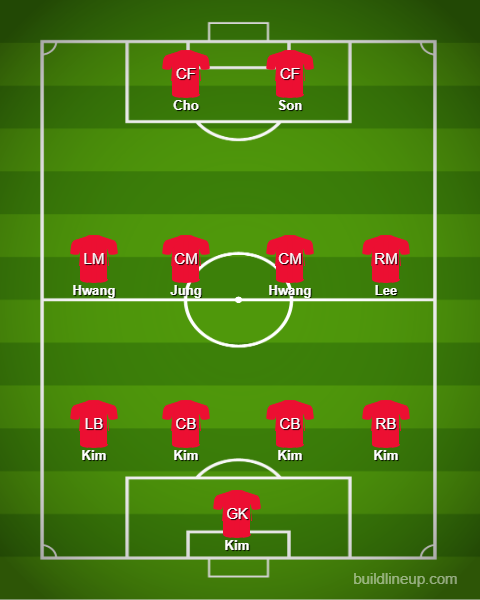 CF CF
Cho Son
LM CM CM RM
Hwang Jung Hwang Lee
LB CB CB RB
Kim Kim Kim Kim
GK
Kim
buildlineup.com